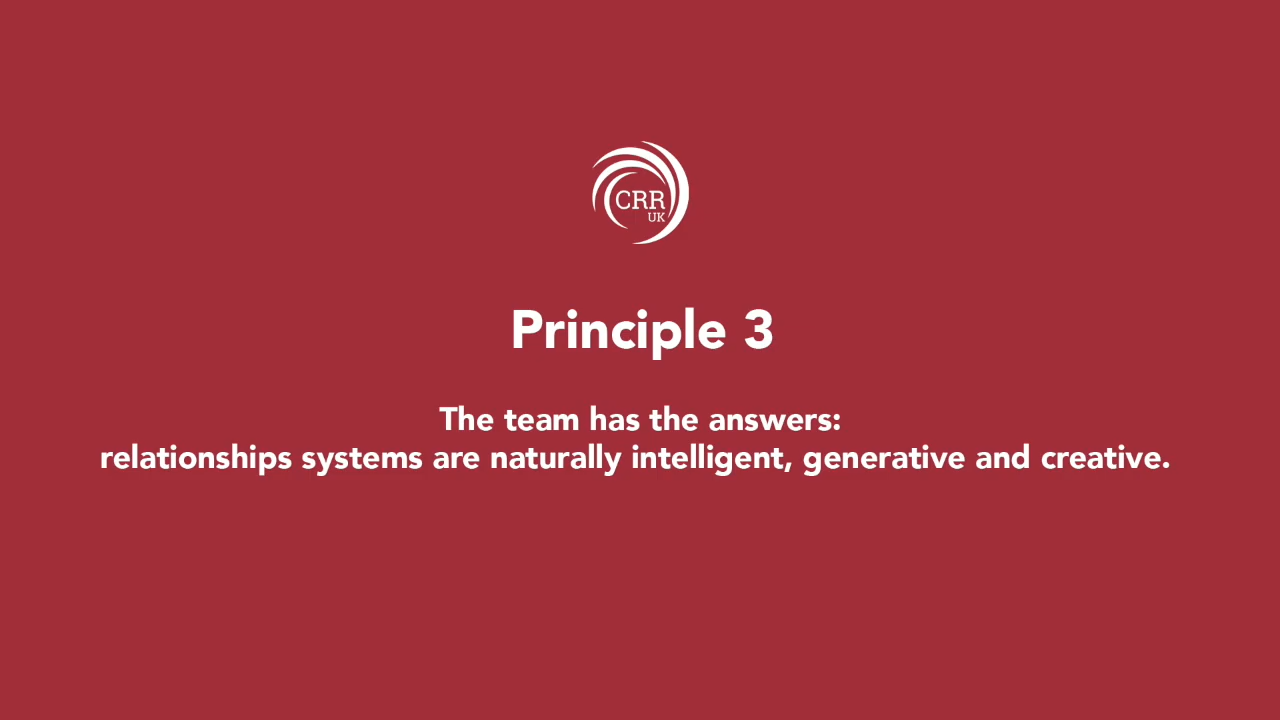 CRR
UK
Principle 3
The team has the answers:
relationships systems are naturally intelligent, generative and creative.